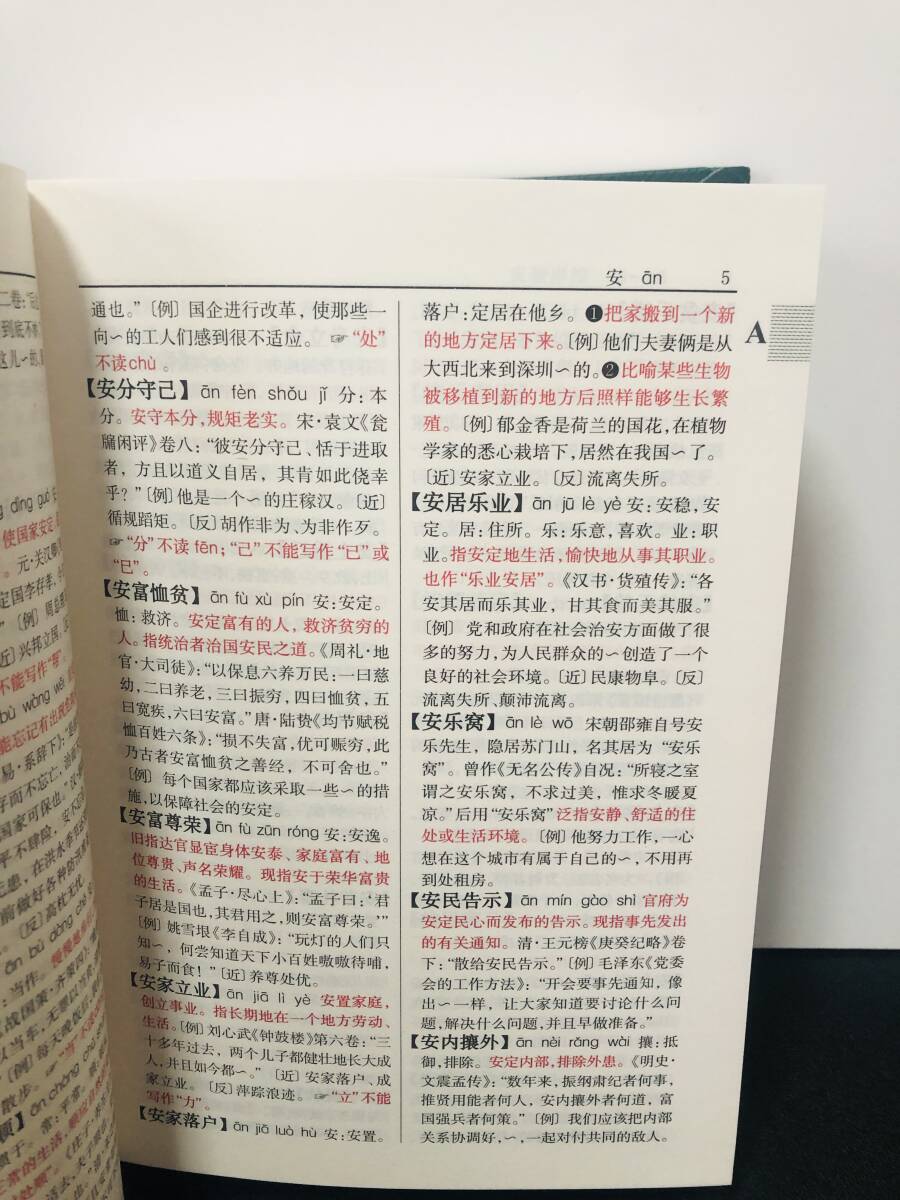 安 ān 5
A
通也。”〔例〕国企进行改革，使那些一
向～的工人们感到很不适应。☞“处”
不读chù。
【安分守己】ān fèn shǒu jǐ 分：本
分。安守本分，规矩老实。宋·袁文《瓮
牖闲评》卷八：“彼安分守己、恬于进取
者，方且以道义自居，其肯如此侥幸
乎？”〔例〕他是一个～的庄稼汉。〔近〕
循规蹈矩。〔反〕胡作非为、为非作歹。
☞“分”不读fēn；“己”不能写作“已”或
“巳”。
【安富恤贫】ān fù xù pín 安：安定。
恤：救济。安定富有的人，救济贫穷的
人。指统治者治国安民之道。《周礼·地
官·大司徒》：“以保息六养万民：一曰慈
幼，二曰养老，三曰振穷，四曰恤贫，五
曰宽疾，六曰安富。”唐·陆贽《均节赋税
恤百姓六条》：“损不失富，优可赈穷，此
乃古者安富恤贫之善经，不可舍也。”
〔例〕每个国家都应该采取一些～的措
施，以保障社会的安定。
【安富尊荣】ān fù zūn róng 安：安逸。
旧指达官显宦身体安泰、家庭富有、地
位尊贵、声名荣耀。现指安于荣华富贵
的生活。《孟子·尽心上》：“孟子曰：‘君
子居是国也，其君用之，则安富尊荣。’”
〔例〕姚雪垠《李自成》：“玩灯的人们只
知～，何尝知道天下小百姓嗷嗷待哺，
易子而食！”〔近〕养尊处优。
【安家立业】ān jiā lì yè 安置家庭，
创立事业。指长期地在一个地方劳动、
生活。〔例〕刘心武《钟鼓楼》第六卷：“三
十多年过去，两个儿子都健壮地长大成
人，并且如今都～。”〔近〕安家落户、成
家立业。〔反〕萍踪浪迹。☞“立”不能
写作“力”。
【安家落户】ān jiā luò hù 安：安置。
落户：定居在他乡。❶把家搬到一个新
的地方定居下来。〔例〕他们夫妻俩是从
大西北来到深圳～的。❷比喻某些生物
被移植到新的地方后照样能够生长繁
殖。〔例〕郁金香是荷兰的国花，在植物
学家的悉心栽培下，居然在我国～了。
〔近〕安家立业。〔反〕流离失所。
【安居乐业】ān jū lè yè 安：安稳，安
定。居：住所。乐：乐意，喜欢。业：职
业。指安定地生活，愉快地从事其职业。
也作“乐业安居”。《汉书·货殖传》：“各
安其居而乐其业，甘其食而美其服。”
〔例〕党和政府在社会治安方面做了很
多的努力，为人民群众的～创造了一个
良好的社会环境。〔近〕民康物阜。〔反〕
流离失所、颠沛流离。
【安乐窝】ān lè wō 宋朝邵雍自号安
乐先生，隐居苏门山，名其居为“安乐
窝”。曾作《无名公传》自况：“所寝之室
谓之安乐窝，不求过美，惟求冬暖夏
凉。”后用“安乐窝”泛指安静、舒适的住
处或生活环境。〔例〕他努力工作，一心
想在这个城市有属于自己的～，不用再
到处租房。
【安民告示】ān mín gào shì 官府为
安定民心而发布的告示。现指事先发出
的有关通知。清·王元榜《庚癸纪略》卷
下：“散给安民告示。”〔例〕毛泽东《党委
会的工作方法》：“开会要事先通知，像
出～一样，让大家知道要讨论什么问
题，解决什么问题，并且早做准备。”
【安内攘外】ān nèi rǎng wài 攘：抵
御，排除。安定内部，排除外患。《明史·
文震孟传》：“数年来，振纲肃纪者何事，
推贤用能者何人，安内攘外者何道，富
国强兵者何策。”〔例〕我们应该把内部
关系协调好，～，一起对付共同的敌人。